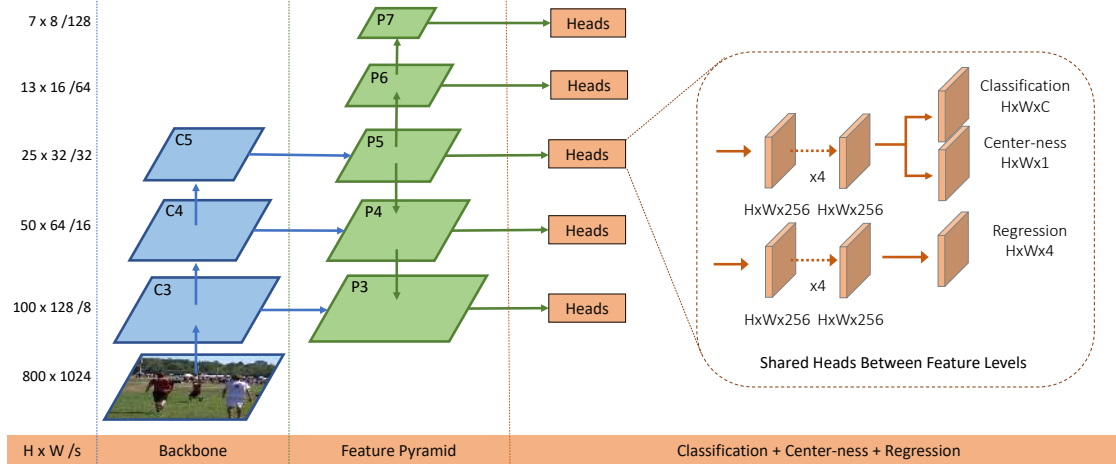 7 x 8 /128
P7
Heads
13 x 16 /64
P6
Heads
25 x 32 /32
C5
P5
Heads
50 x 64 /16
C4
P4
Heads
100 x 128 /8
C3
P3
Heads
800 x 1024
Classification
HxWxC
Center-ness
HxWx1
x4
HxWx256 HxWx256
Regression
HxWx4
x4
HxWx256 HxWx256
Shared Heads Between Feature Levels
H x W /s Backbone Feature Pyramid Classification + Center-ness + Regression